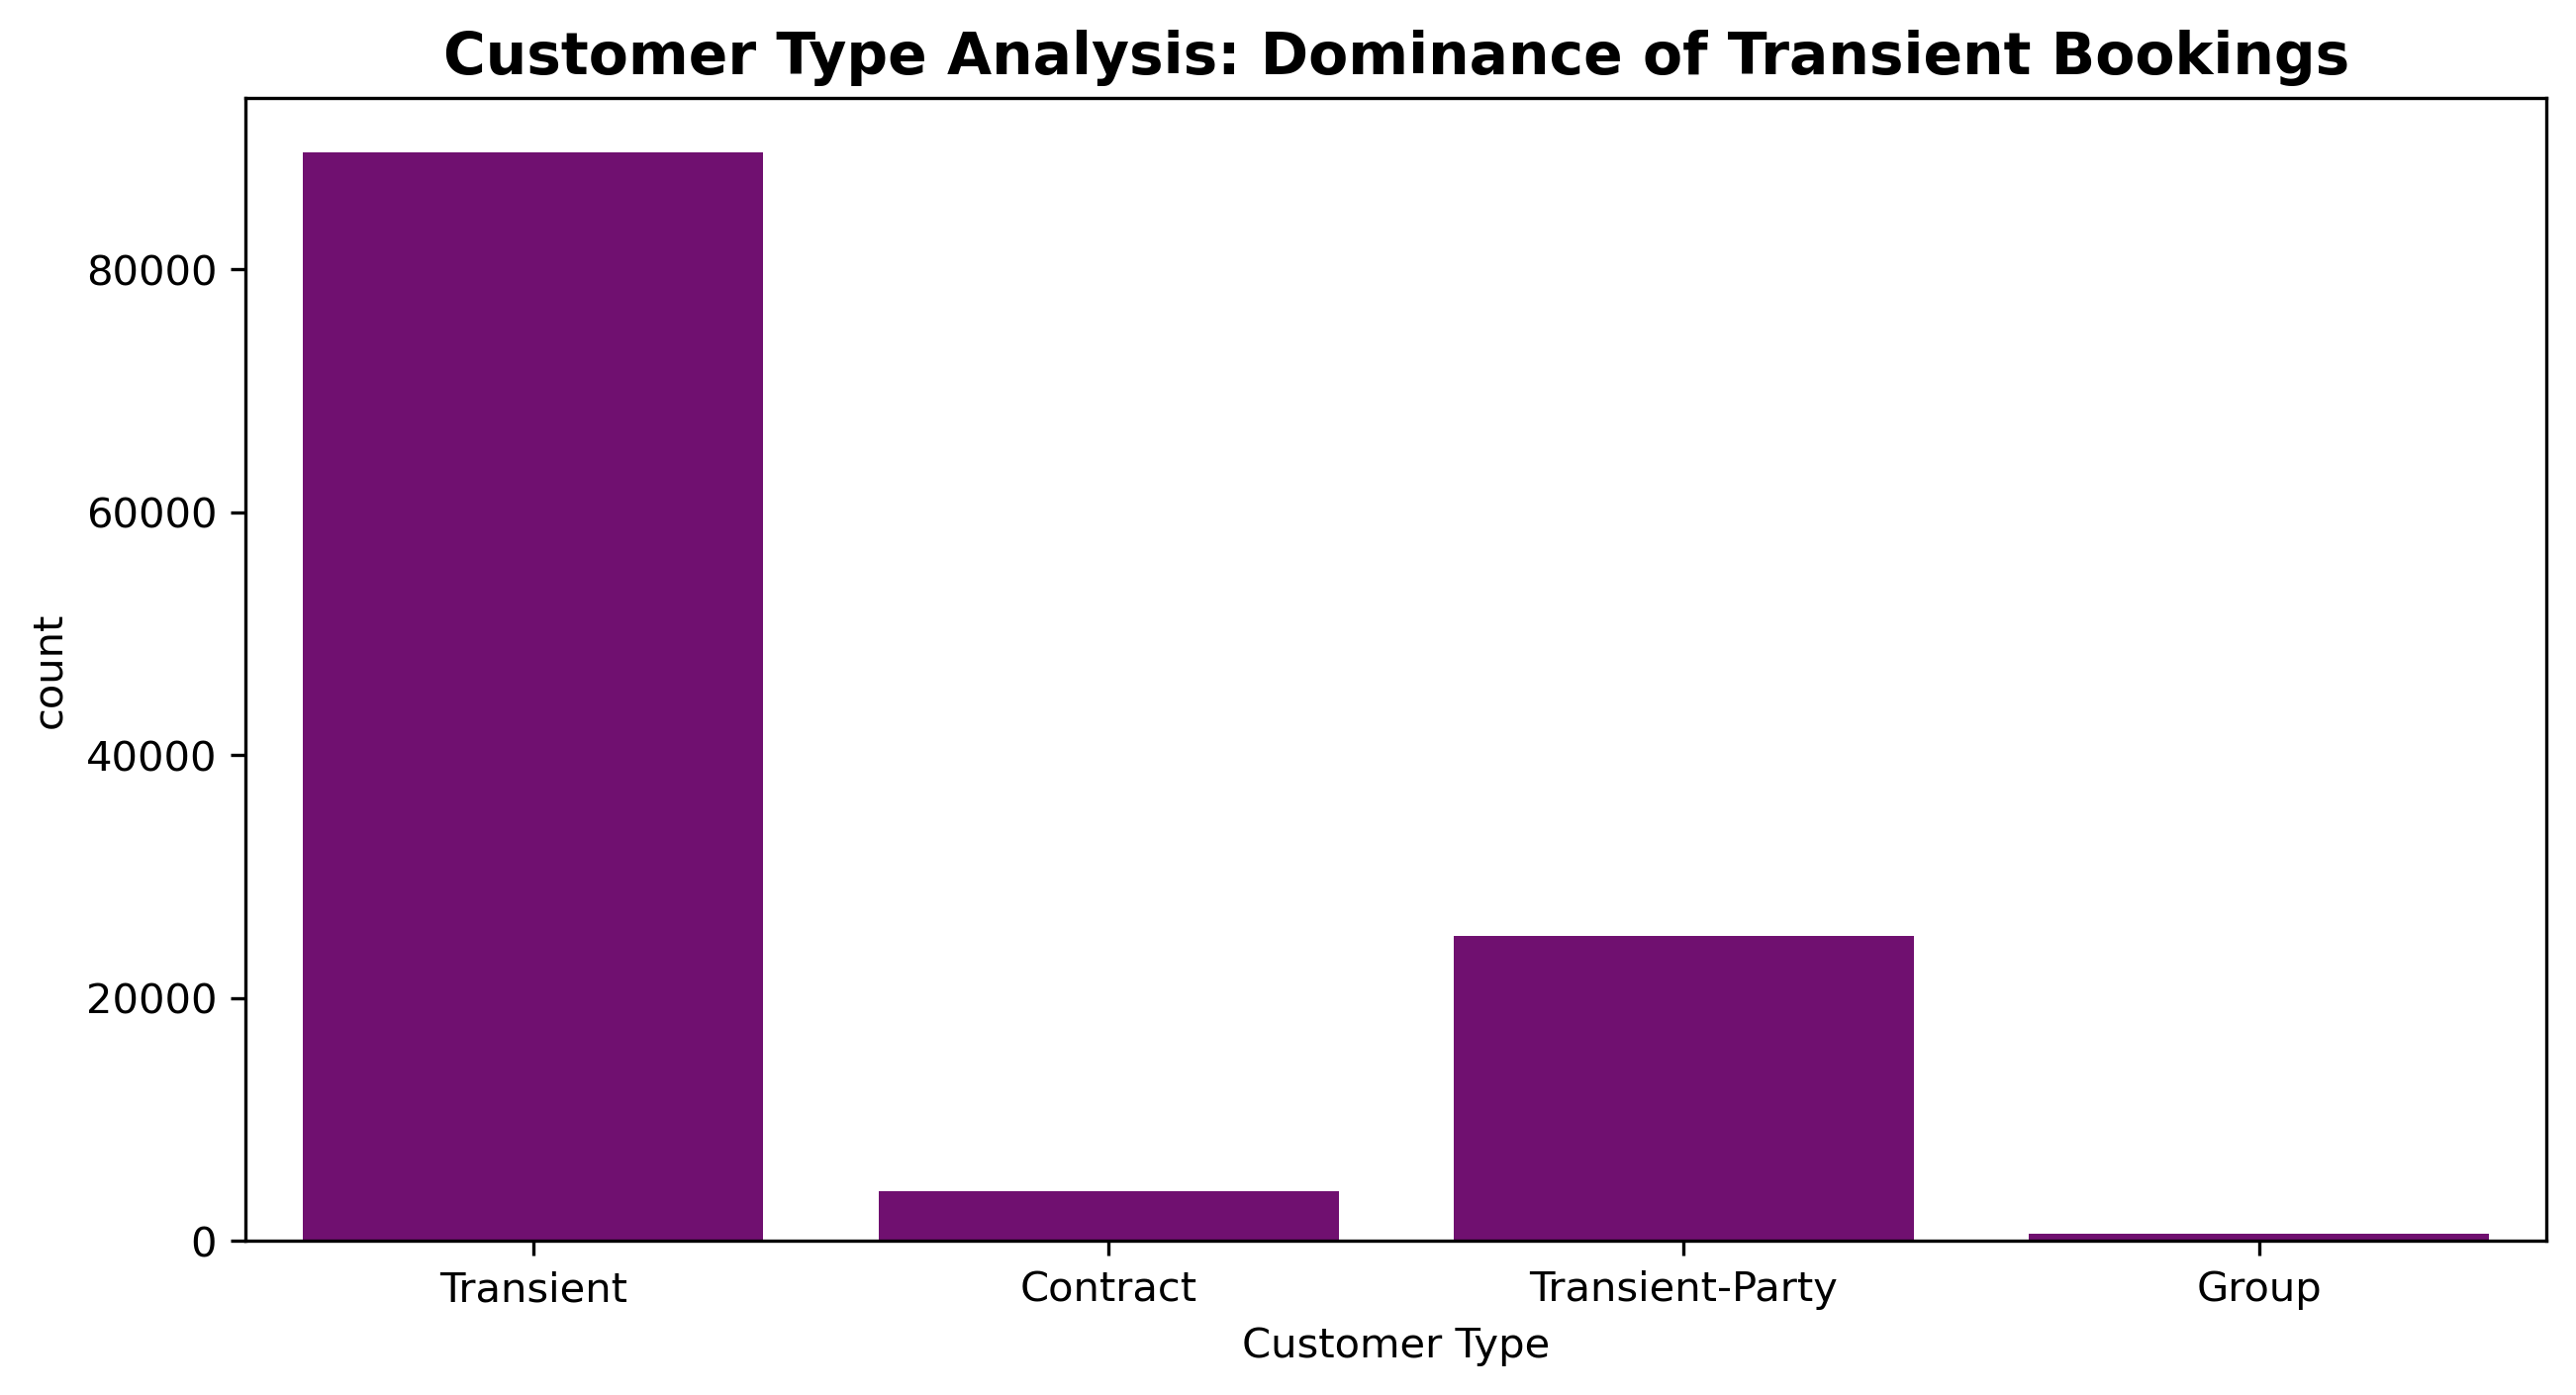 Customer Type Analysis: Dominance of Transient Bookings
80000
60000
40000
20000
0
count
Transient
Contract
Transient-Party
Group
Customer Type